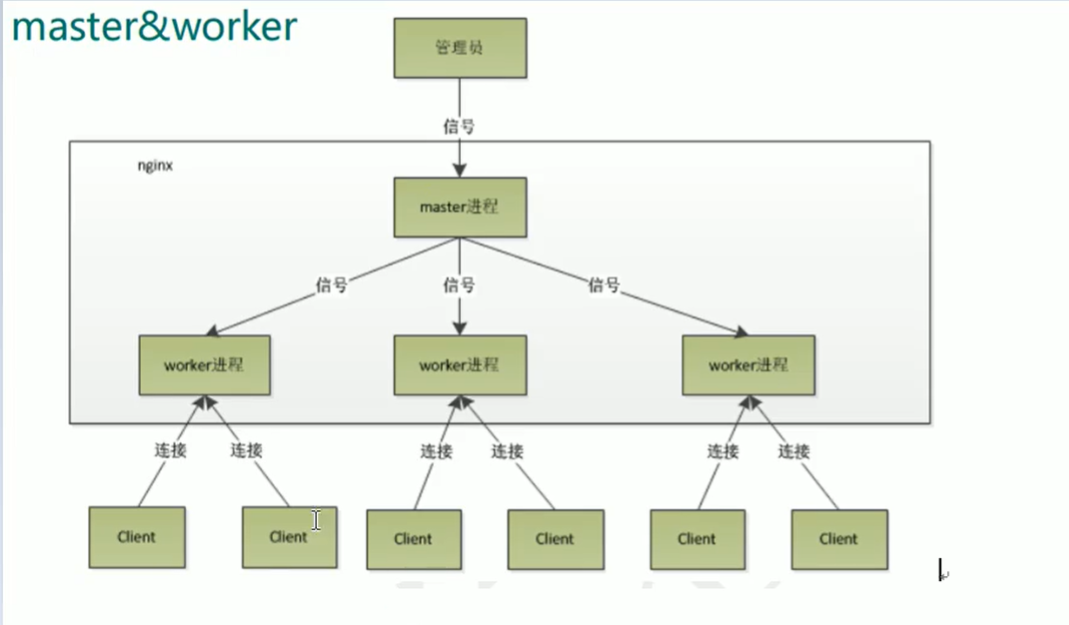 master&worker
管理员
信号
nginx
master进程
信号
信号
信号
worker进程
worker进程
worker进程
连接
连接
连接
连接
连接
连接
Client
Client
Client
Client
Client
Client